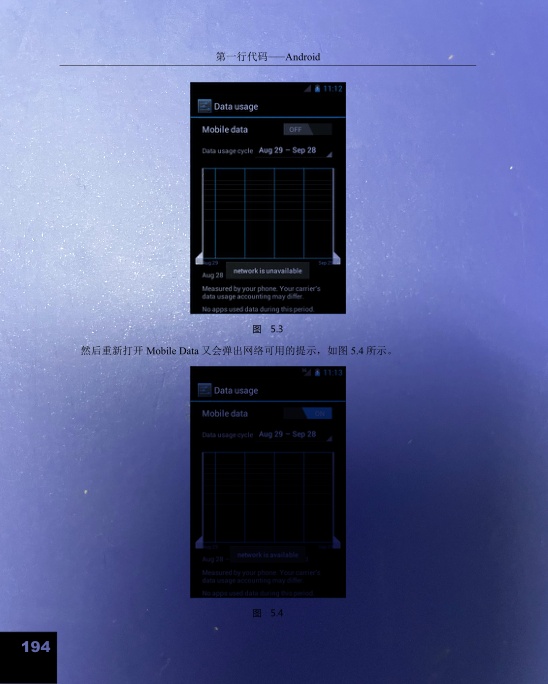 第一行代码——Android
11:12
Data usage
Mobile data OFF
Data usage cycle Aug 29 – Sep 28
Aug 28
network is unavailable
Measured by your phone. Your carrier's
data usage accounting may differ.
No apps used data during this period.
图 5.3
然后重新打开 Mobile Data 又会弹出网络可用的提示，如图 5.4 所示。
11:13
Data usage
Mobile data ON
Data usage cycle Aug 29 – Sep 28
Aug 28
network is available
Measured by your phone. Your carrier's
data usage accounting may differ.
No apps used data during this period.
图 5.4
194